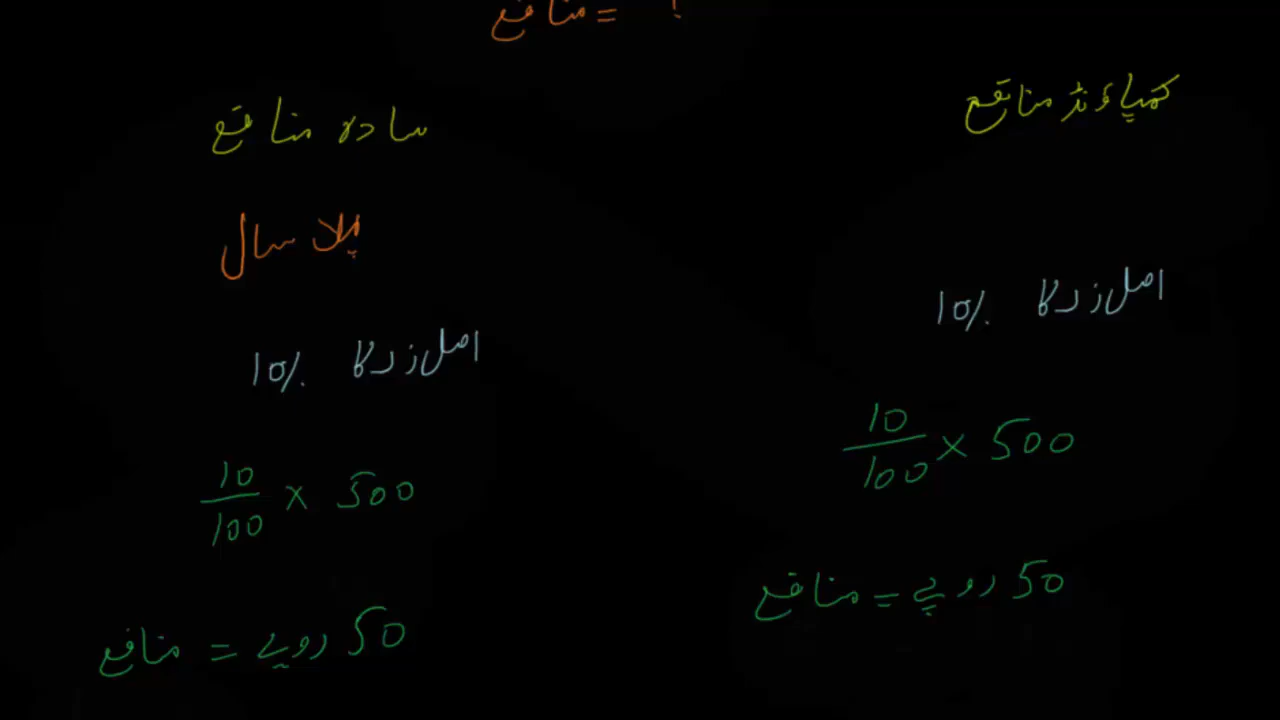 منافع = ?
سادہ منافع
کمپاؤنڈ منافع
پہلا سال
اصل زر کا 10%
اصل زر کا 10%
10/100 × 500
10/100 × 500
منافع = 50 روپے
منافع = 50 روپے